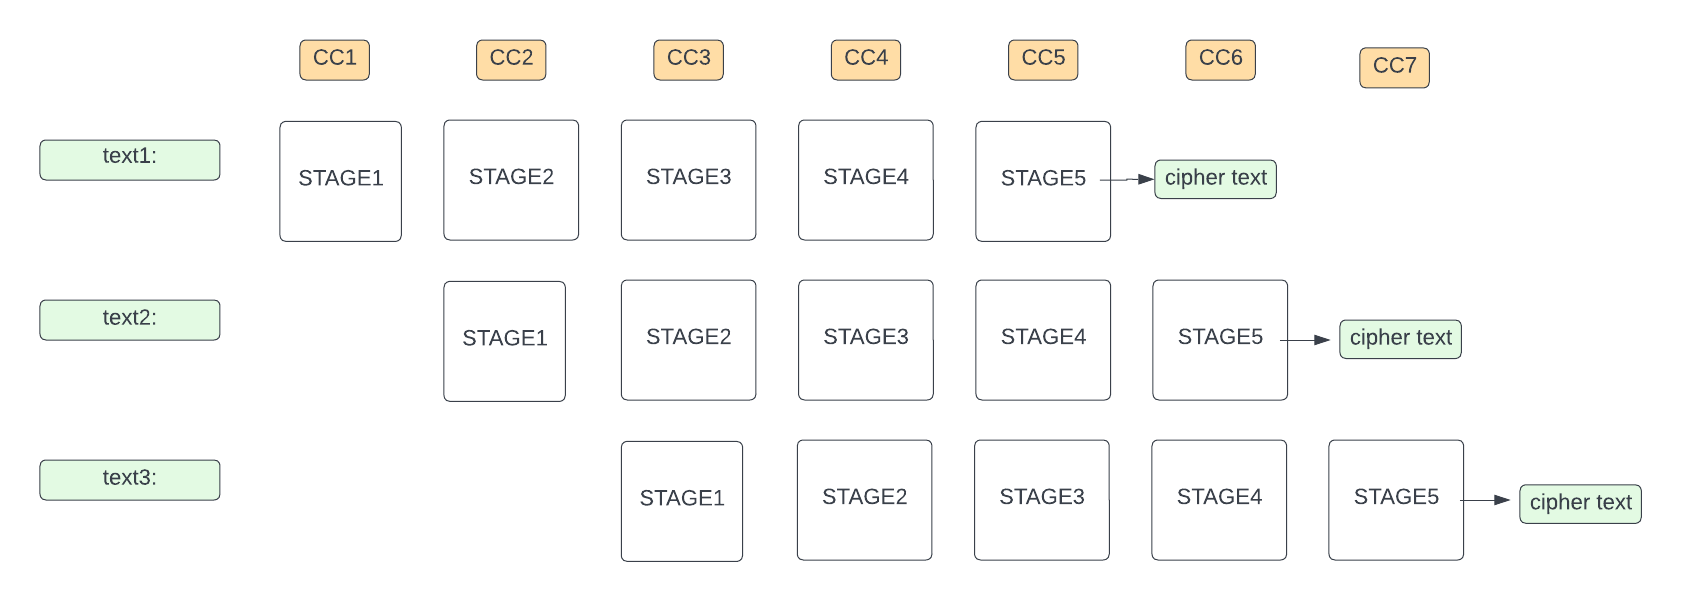 CC1 CC2 CC3 CC4 CC5 CC6 CC7
text1: STAGE1 STAGE2 STAGE3 STAGE4 STAGE5 cipher text
text2: STAGE1 STAGE2 STAGE3 STAGE4 STAGE5 cipher text
text3: STAGE1 STAGE2 STAGE3 STAGE4 STAGE5 cipher text